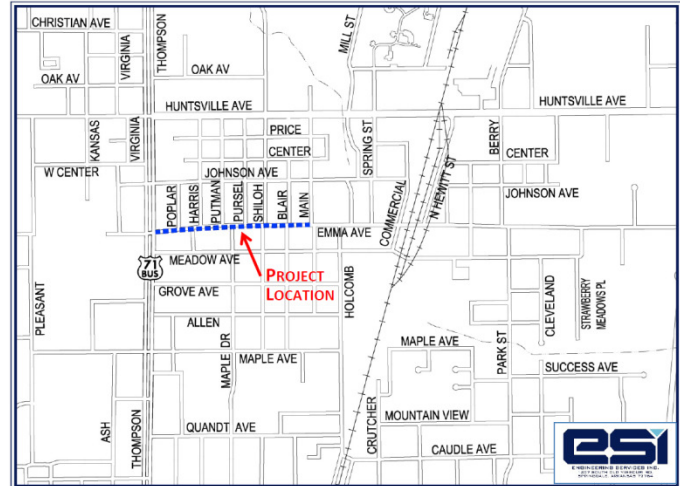 CHRISTIAN AVE
VIRGINIA
THOMPSON
MILL ST
OAK AV
OAK AV
HUNTSVILLE AVE
HUNTSVILLE AVE
KANSAS
VIRGINIA
PRICE
CENTER
SPRING ST
BERRY
CENTER
W CENTER
JOHNSON AVE
COMMERCIAL
N HEWITT ST
JOHNSON AVE
POPLAR
HARRIS
PUTMAN
PURSEL
SHILOH
BLAIR
MAIN
EMMA AVE
MEADOW AVE
71
BUS
PROJECT
LOCATION
GROVE AVE
PLEASANT
HOLCOMB
CLEVELAND
STRAWBERRY
MEADOWS PL
ALLEN
MAPLE DR
MAPLE AVE
MAPLE AVE
PARK ST
SUCCESS AVE
ASH
THOMPSON
QUANDT AVE
CRUTCHER
MOUNTAIN VIEW
CAUDLE AVE
esi
ENGINEERING SERVICES INC.